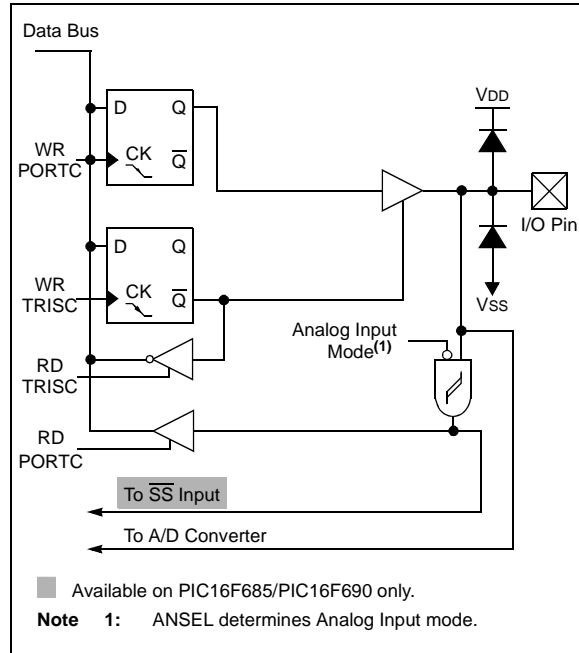 Data Bus
D Q
VDD
WR
PORTC
CK Q̅
I/O Pin
D Q
WR
TRISC
CK Q̅
VSS
Analog Input
Mode(1)
RD
TRISC
RD
PORTC
To S̅S̅ Input
To A/D Converter
Available on PIC16F685/PIC16F690 only.
Note 1: ANSEL determines Analog Input mode.